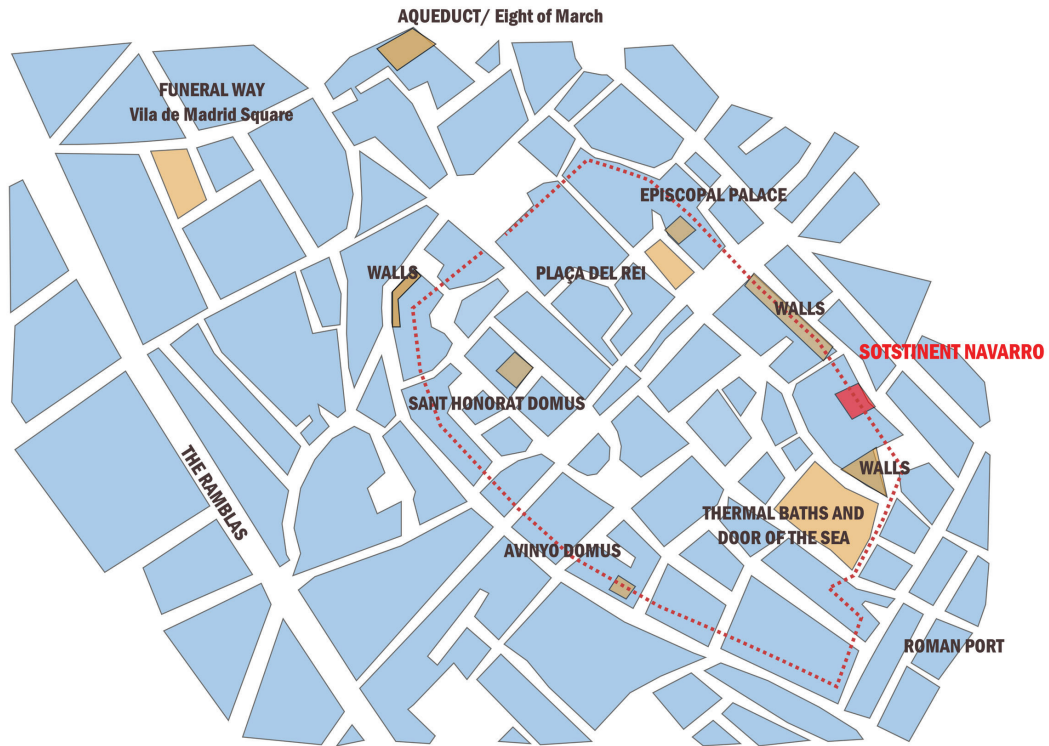 AQUEDUCT/ Eight of March
FUNERAL WAY
Vila de Madrid Square
EPISCOPAL PALACE
WALLS
PLAÇA DEL REI
WALLS
SOTSTINENT NAVARRO
SANT HONORAT DOMUS
WALLS
THE RAMBLAS
THERMAL BATHS AND
DOOR OF THE SEA
AVINYO DOMUS
ROMAN PORT